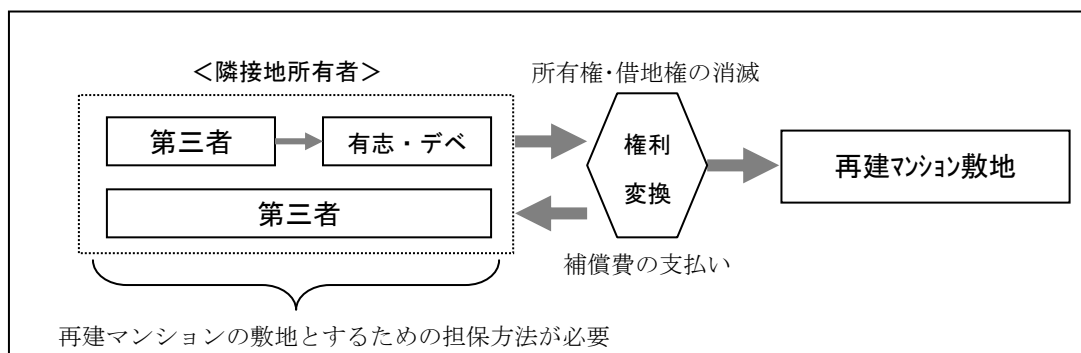 ＜隣接地所有者＞
所有権・借地権の消滅
第三者
有志・デベ
権利
変換
再建ﾏﾝｼｮﾝ敷地
第三者
補償費の支払い
再建マンションの敷地とするための担保方法が必要